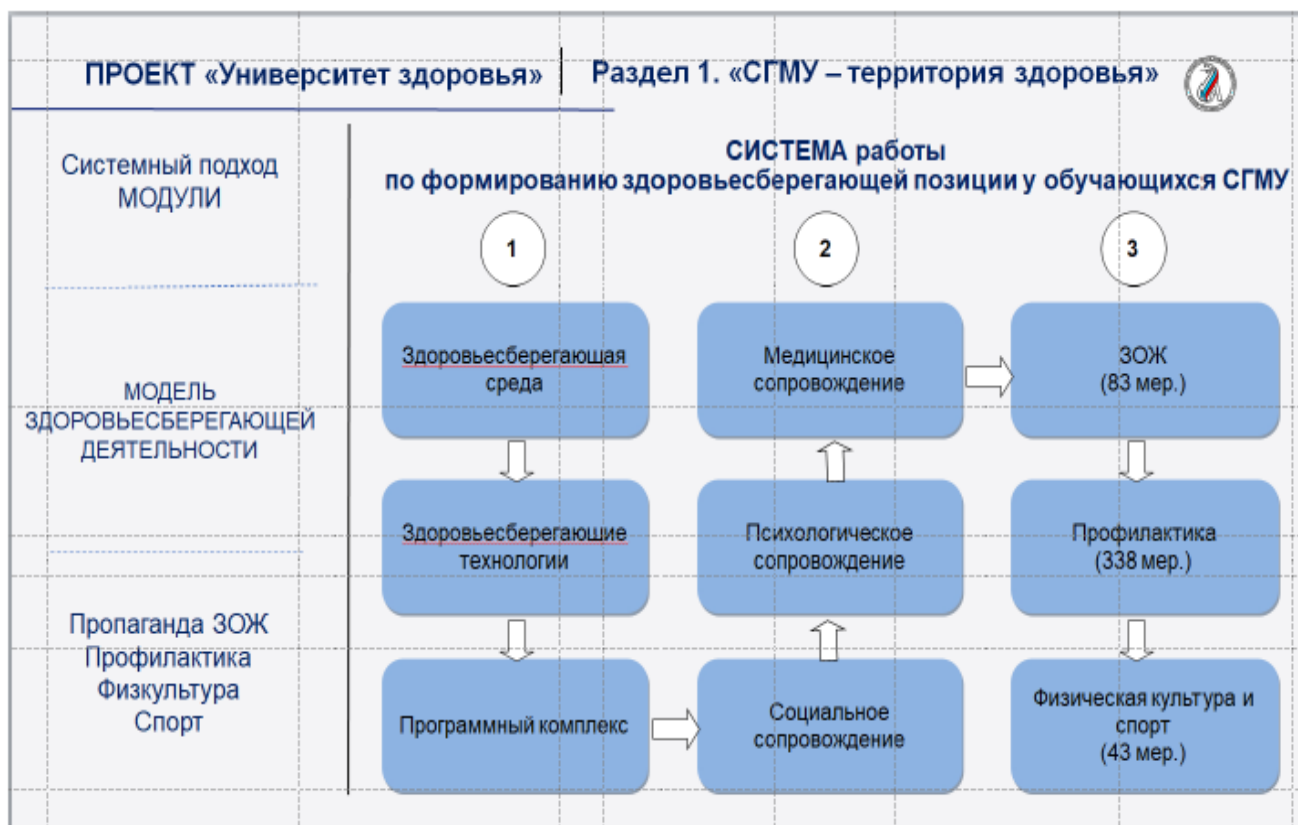 ПРОЕКТ «Университет здоровья»
Раздел 1. «СГМУ – территория здоровья»
Системный подход
МОДУЛИ
МОДЕЛЬ
ЗДОРОВЬЕСБЕРЕГАЮЩЕЙ
ДЕЯТЕЛЬНОСТИ
Пропаганда ЗОЖ
Профилактика
Физкультура
Спорт
СИСТЕМА работы
по формированию здоровьесберегающей позиции у обучающихся СГМУ
1
Здоровьесберегающая
среда
Здоровьесберегающие
технологии
Программный комплекс
2
Медицинское
сопровождение
Психологическое
сопровождение
Социальное
сопровождение
3
ЗОЖ
(83 мер.)
Профилактика
(338 мер.)
Физическая культура и
спорт
(43 мер.)